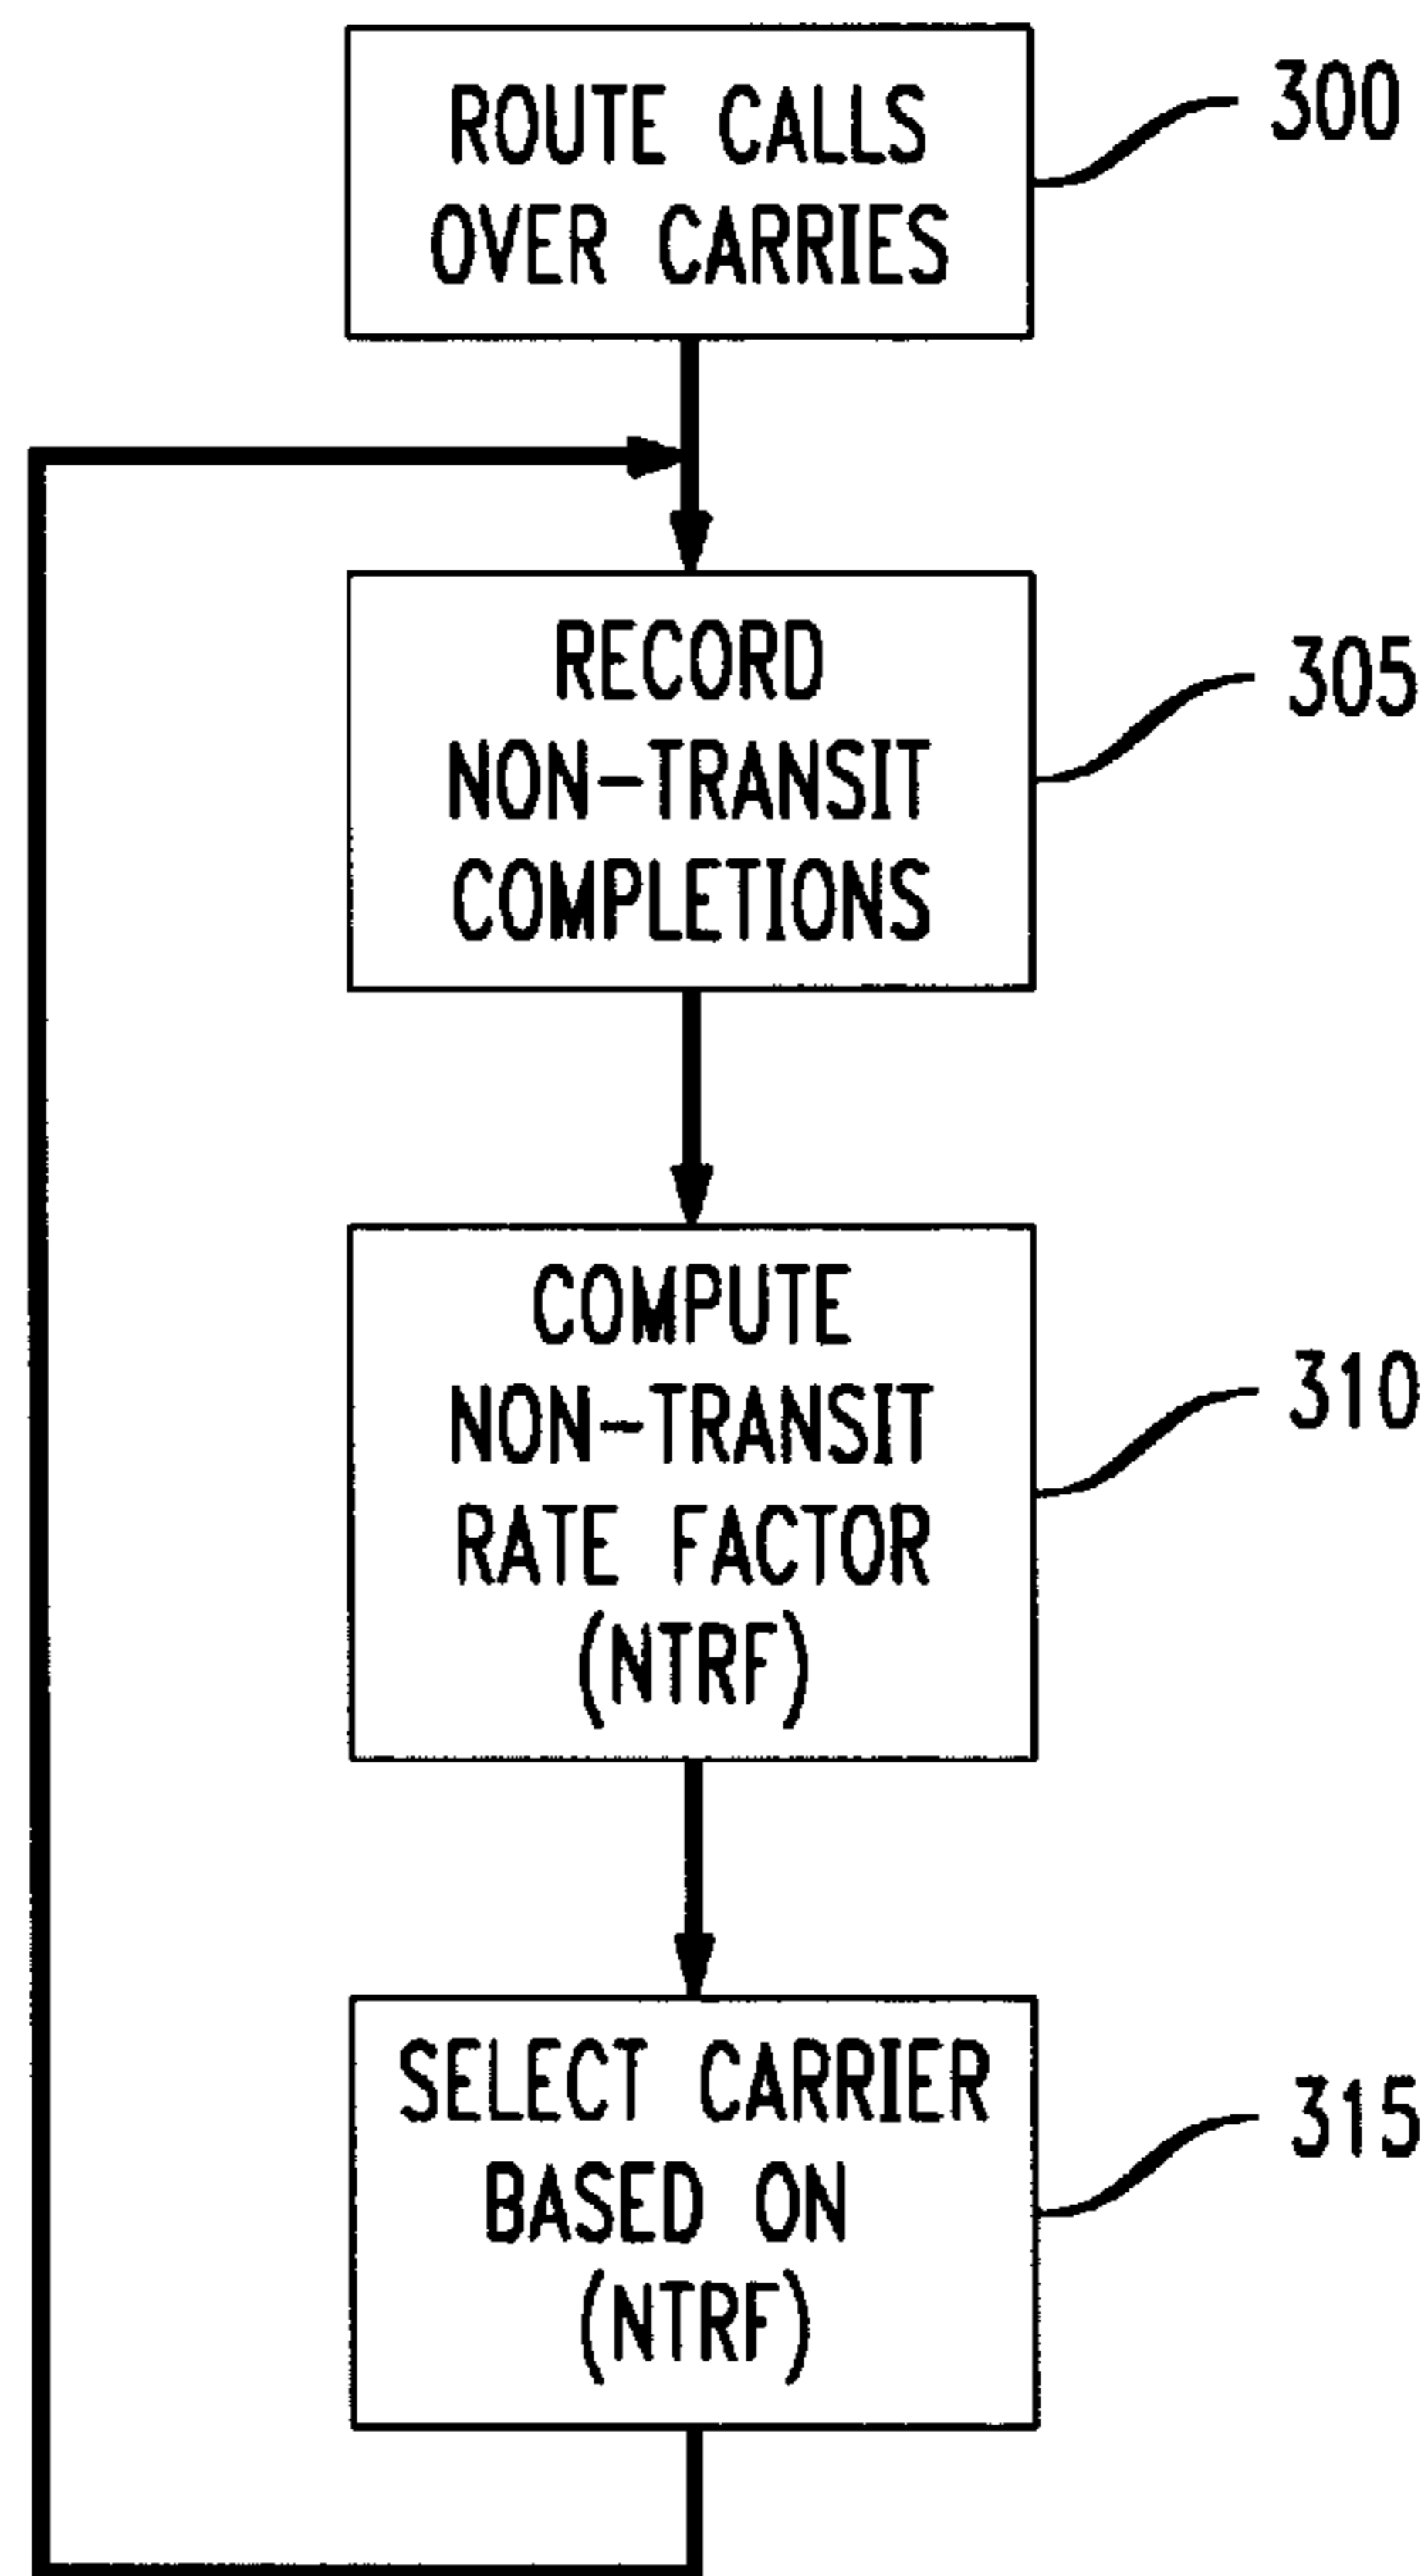 ROUTE CALLS
OVER CARRIES
300
RECORD
NON-TRANSIT
COMPLETIONS
305
COMPUTE
NON-TRANSIT
RATE FACTOR
(NTRF)
310
SELECT CARRIER
BASED ON
(NTRF)
315